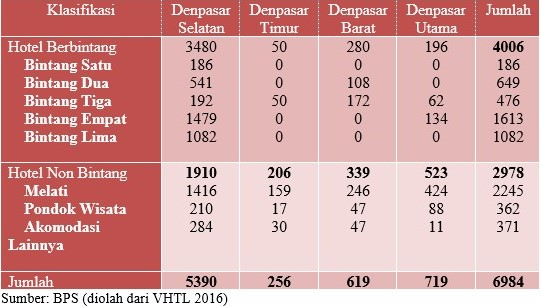 Klasifikasi Denpasar Selatan Denpasar Timur Denpasar Barat Denpasar Utama Jumlah
Hotel Berbintang 3480 50 280 196 4006
Bintang Satu 186 0 0 0 186
Bintang Dua 541 0 108 0 649
Bintang Tiga 192 50 172 62 476
Bintang Empat 1479 0 0 134 1613
Bintang Lima 1082 0 0 0 1082
Hotel Non Bintang 1910 206 339 523 2978
Melati 1416 159 246 424 2245
Pondok Wisata 210 17 47 88 362
Akomodasi 284 30 47 11 371
Lainnya
Jumlah 5390 256 619 719 6984
Sumber: BPS (diolah dari VHTL 2016)